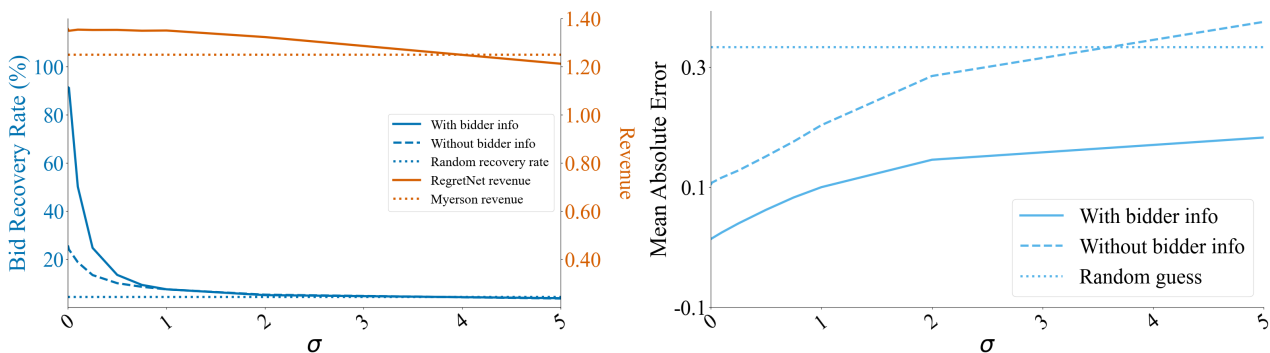 Bid Recovery Rate (%)
100
80
60
40
20
0
1
2
3
4
5
σ
1.40
1.20
1.00
0.80
0.60
0.40
Revenue
With bidder info
Without bidder info
Random recovery rate
RegretNet revenue
Myerson revenue
Mean Absolute Error
0.3
0.1
-0.1
0
1
2
3
4
5
σ
With bidder info
Without bidder info
Random guess